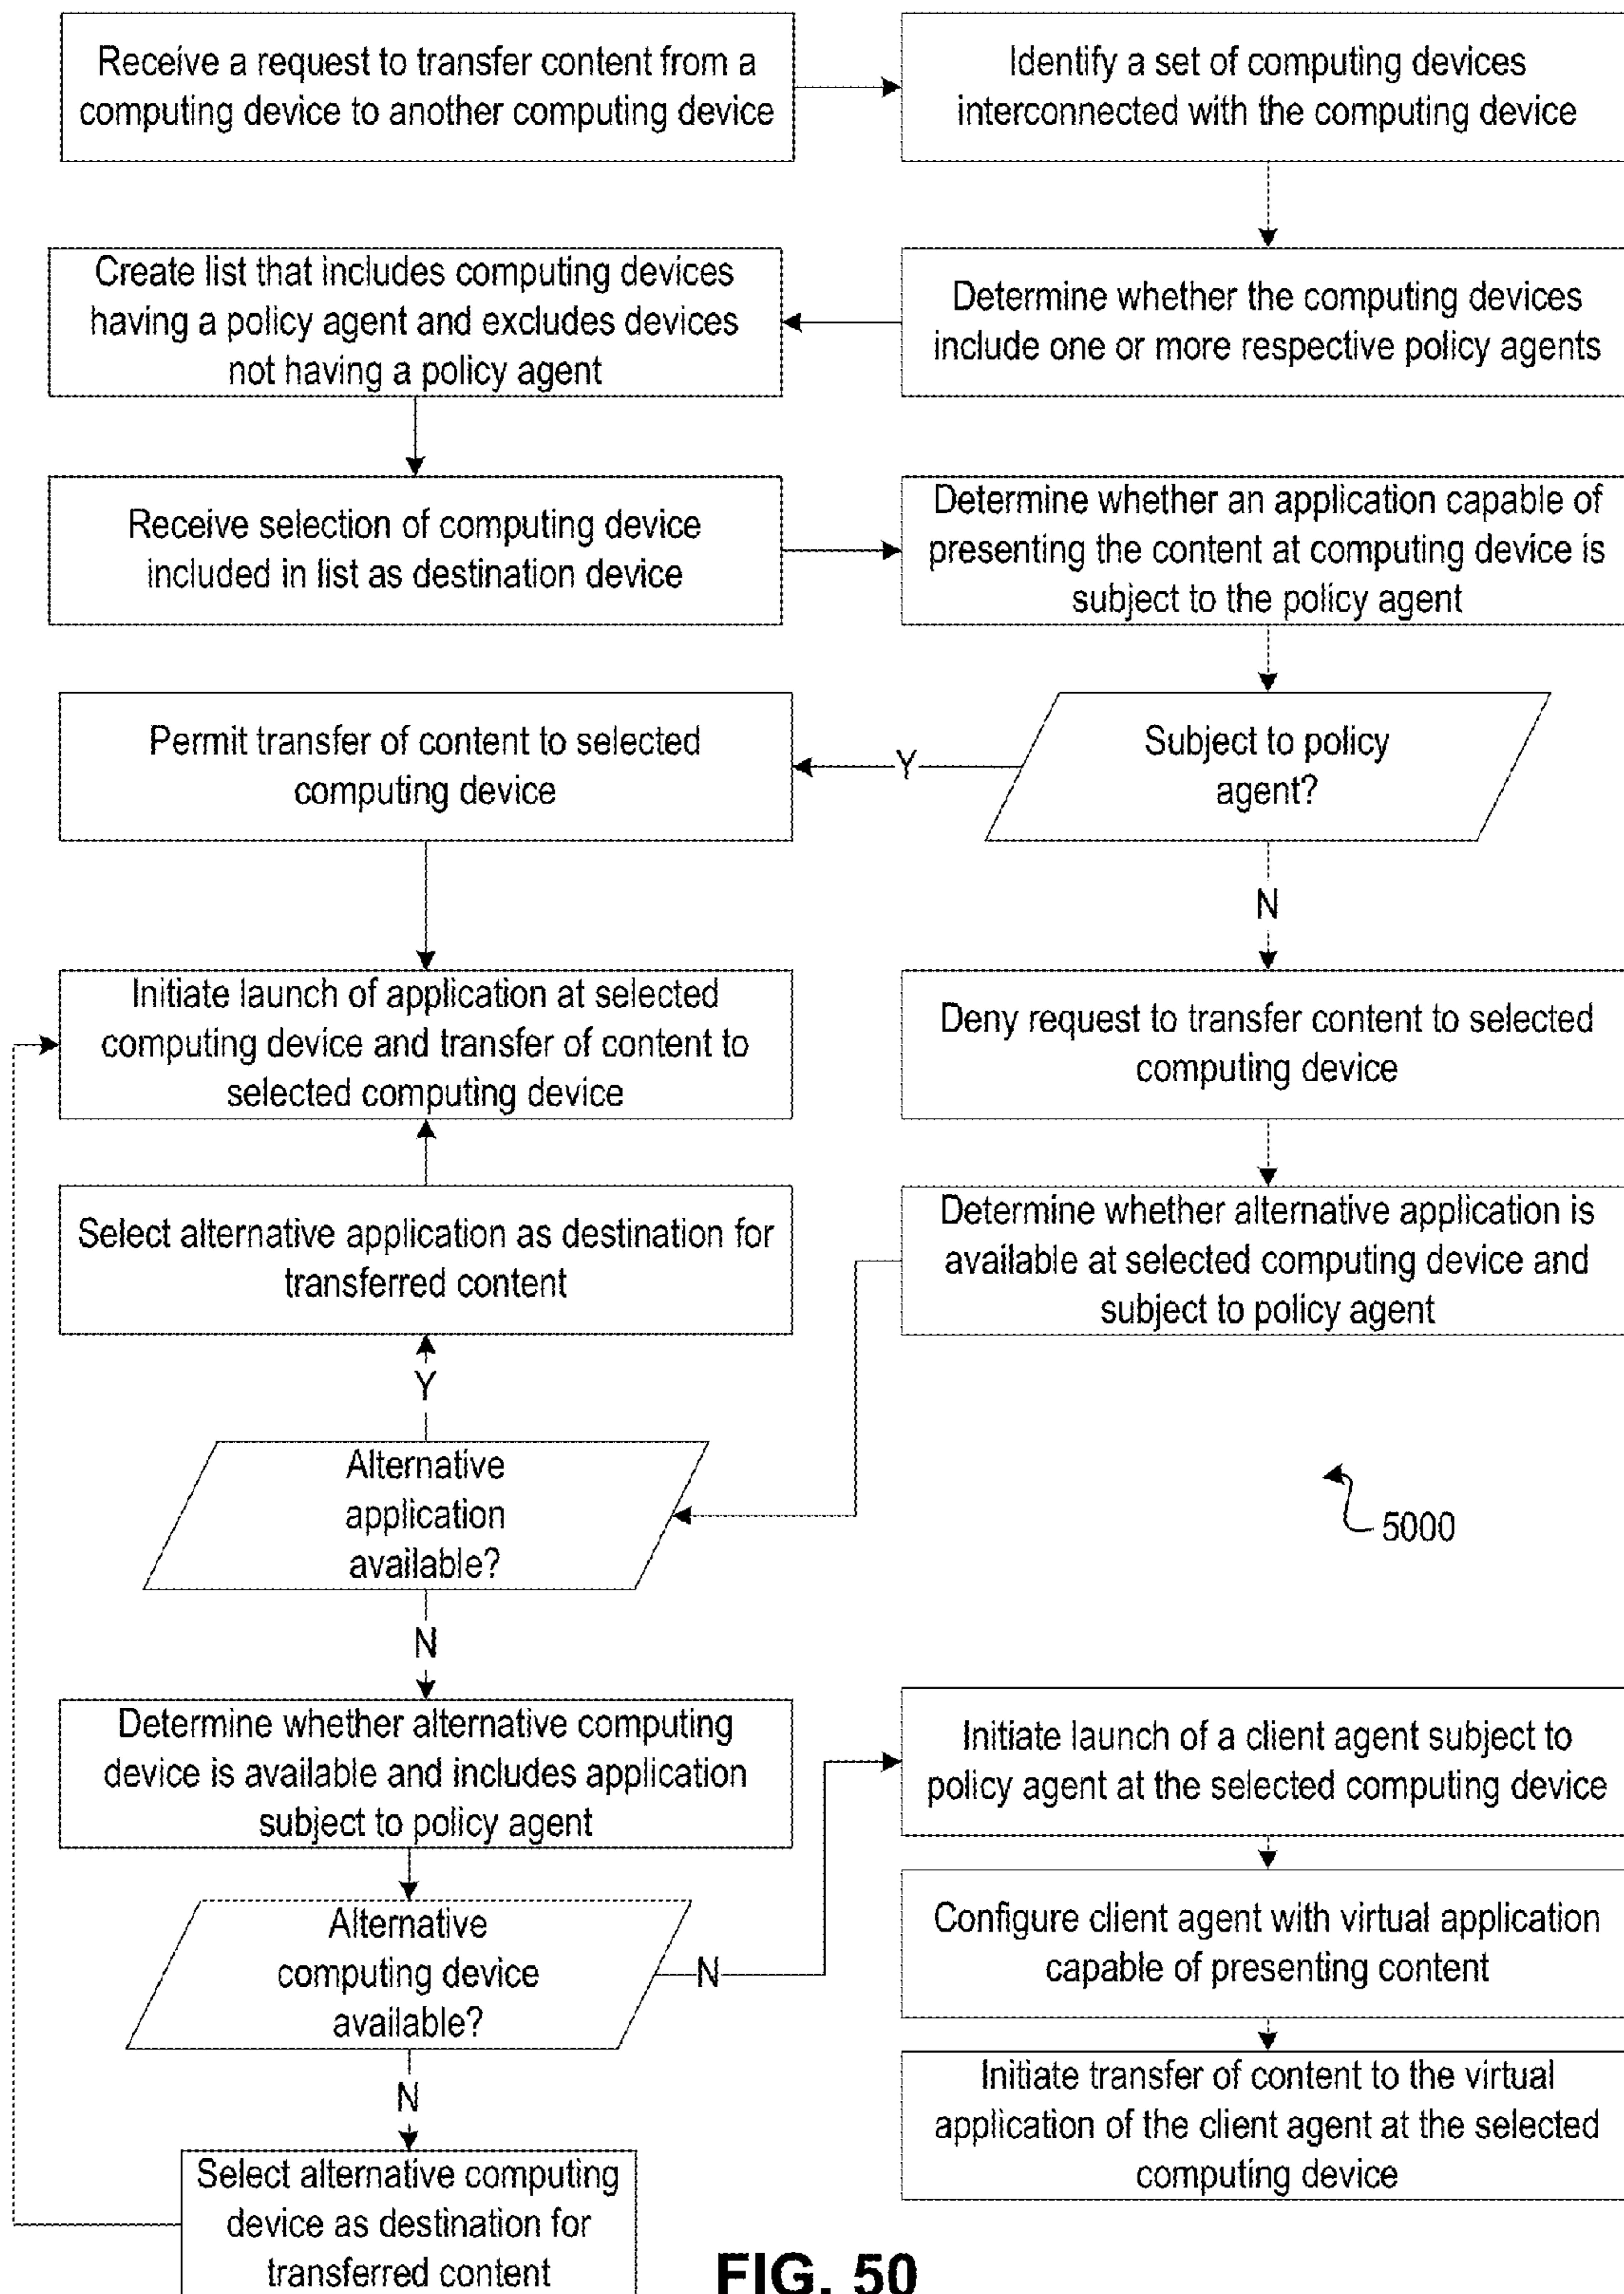 Receive a request to transfer content from a
computing device to another computing device
Identify a set of computing devices
interconnected with the computing device
Create list that includes computing devices
having a policy agent and excludes devices
not having a policy agent
Determine whether the computing devices
include one or more respective policy agents
Receive selection of computing device
included in list as destination device
Determine whether an application capable of
presenting the content at computing device is
subject to the policy agent
Permit transfer of content to selected
computing device
Y
Subject to policy
agent?
N
Initiate launch of application at selected
computing device and transfer of content to
selected computing device
Deny request to transfer content to selected
computing device
Select alternative application as destination for
transferred content
Determine whether alternative application is
available at selected computing device and
subject to policy agent
Y
Alternative
application
available?
5000
N
Determine whether alternative computing
device is available and includes application
subject to policy agent
Initiate launch of a client agent subject to
policy agent at the selected computing device
Alternative
computing device
available?
N
Configure client agent with virtual application
capable of presenting content
N
Initiate transfer of content to the virtual
application of the client agent at the selected
computing device
Select alternative computing
device as destination for
transferred content
FIG. 50